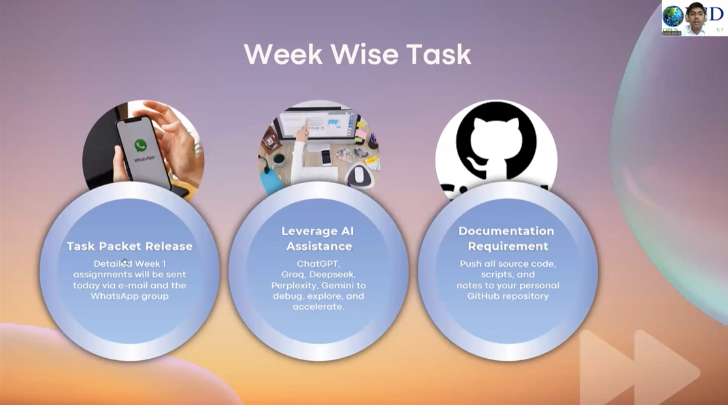 Week Wise Task
WhatsApp
Task Packet Release
Detailed Week 1
assignments will be sent
today via e-mail and the
WhatsApp group
Leverage AI
Assistance
ChatGPT,
Groq, Deepseek,
Perplexity, Gemini to
debug, explore, and
accelerate.
Documentation
Requirement
Push all source code,
scripts, and
notes to your personal
GitHub repository